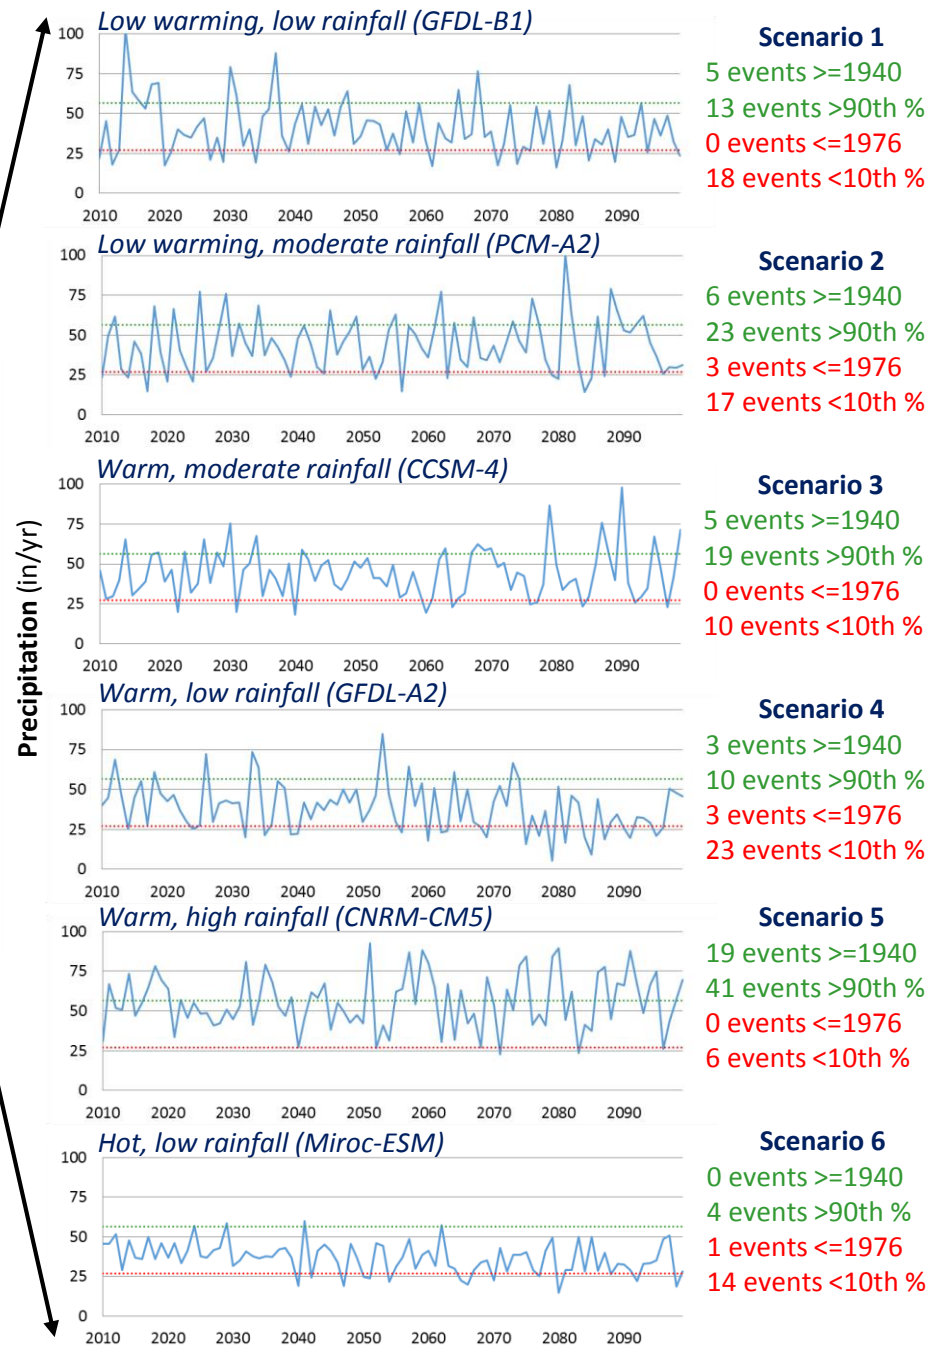 Precipitation (in/yr)
Low warming, low rainfall (GFDL-B1)
100
75
50
25
0
2010 2020 2030 2040 2050 2060 2070 2080 2090
Scenario 1
5 events >=1940
13 events >90th %
0 events <=1976
18 events <10th %
Low warming, moderate rainfall (PCM-A2)
100
75
50
25
0
2010 2020 2030 2040 2050 2060 2070 2080 2090
Scenario 2
6 events >=1940
23 events >90th %
3 events <=1976
17 events <10th %
Warm, moderate rainfall (CCSM-4)
100
75
50
25
0
2010 2020 2030 2040 2050 2060 2070 2080 2090
Scenario 3
5 events >=1940
19 events >90th %
0 events <=1976
10 events <10th %
Warm, low rainfall (GFDL-A2)
100
75
50
25
0
2010 2020 2030 2040 2050 2060 2070 2080 2090
Scenario 4
3 events >=1940
10 events >90th %
3 events <=1976
23 events <10th %
Warm, high rainfall (CNRM-CM5)
100
75
50
25
0
2010 2020 2030 2040 2050 2060 2070 2080 2090
Scenario 5
19 events >=1940
41 events >90th %
0 events <=1976
6 events <10th %
Hot, low rainfall (Miroc-ESM)
100
75
50
25
0
2010 2020 2030 2040 2050 2060 2070 2080 2090
Scenario 6
0 events >=1940
4 events >90th %
1 events <=1976
14 events <10th %